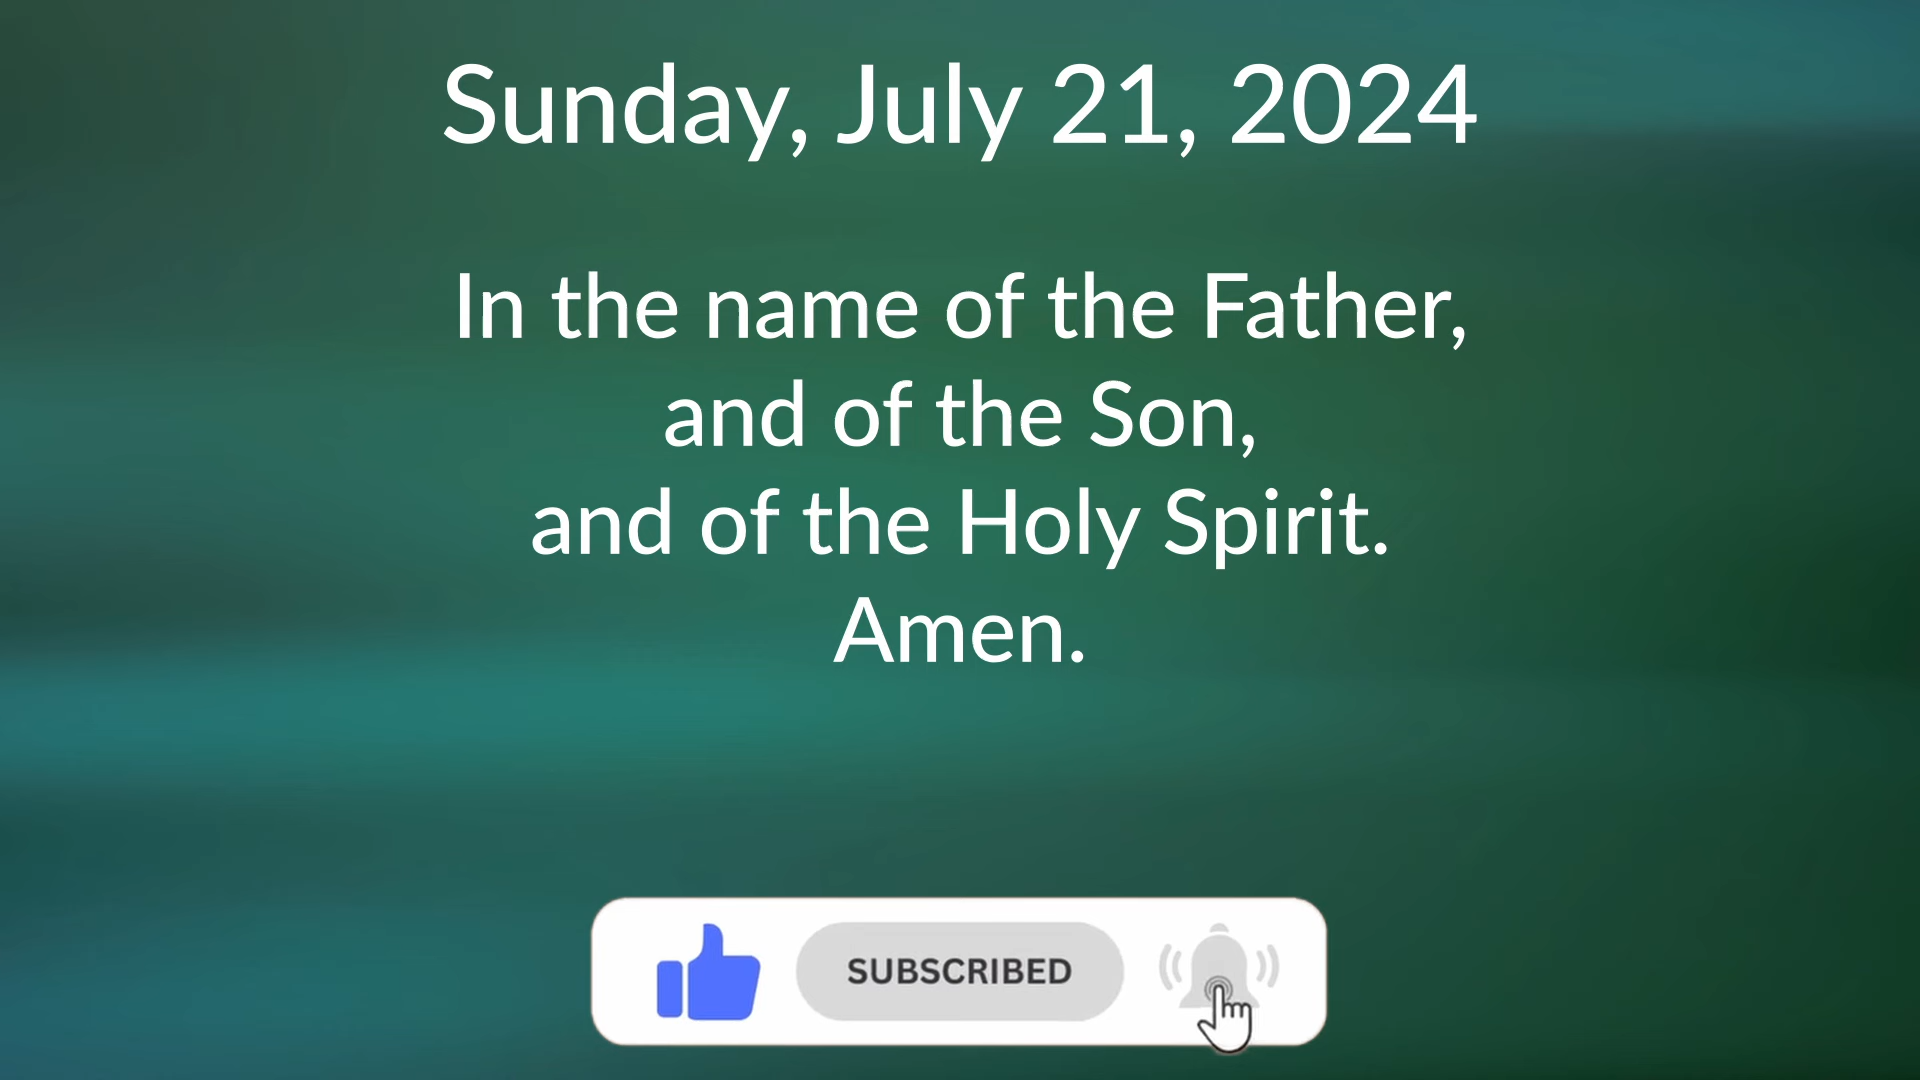 Sunday, July 21, 2024
In the name of the Father,
and of the Son,
and of the Holy Spirit.
Amen.
SUBSCRIBED